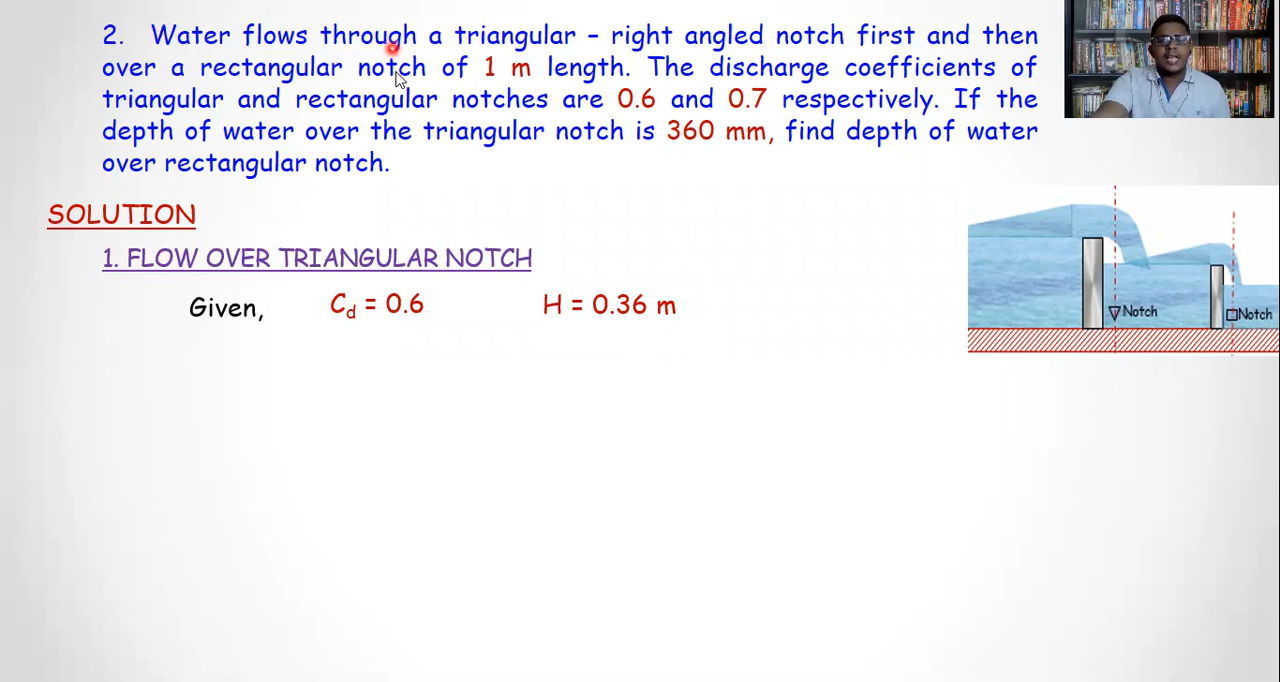 2. Water flows through a triangular – right angled notch first and then
over a rectangular notch of 1 m length. The discharge coefficients of
triangular and rectangular notches are 0.6 and 0.7 respectively. If the
depth of water over the triangular notch is 360 mm, find depth of water
over rectangular notch.
SOLUTION
1. FLOW OVER TRIANGULAR NOTCH
Given, Cd = 0.6 H = 0.36 m
Notch
Notch